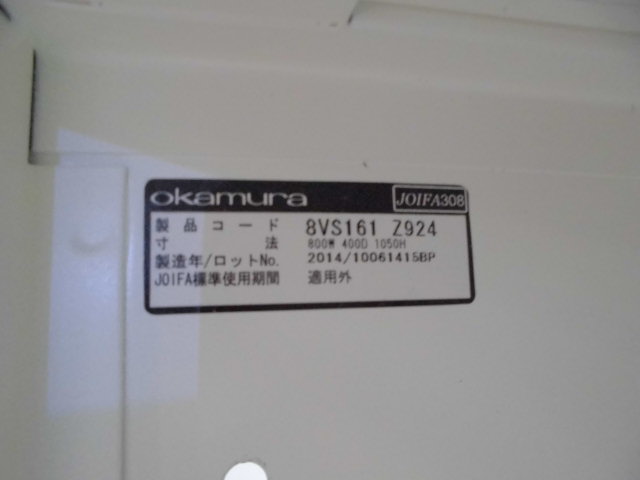 okamura JOIFA308
製品コード 8VS161 Z924
寸法 800W 400D 1050H
製造年/ロットNo. 2014/10061415BP
JOIFA標準使用期間 適用外